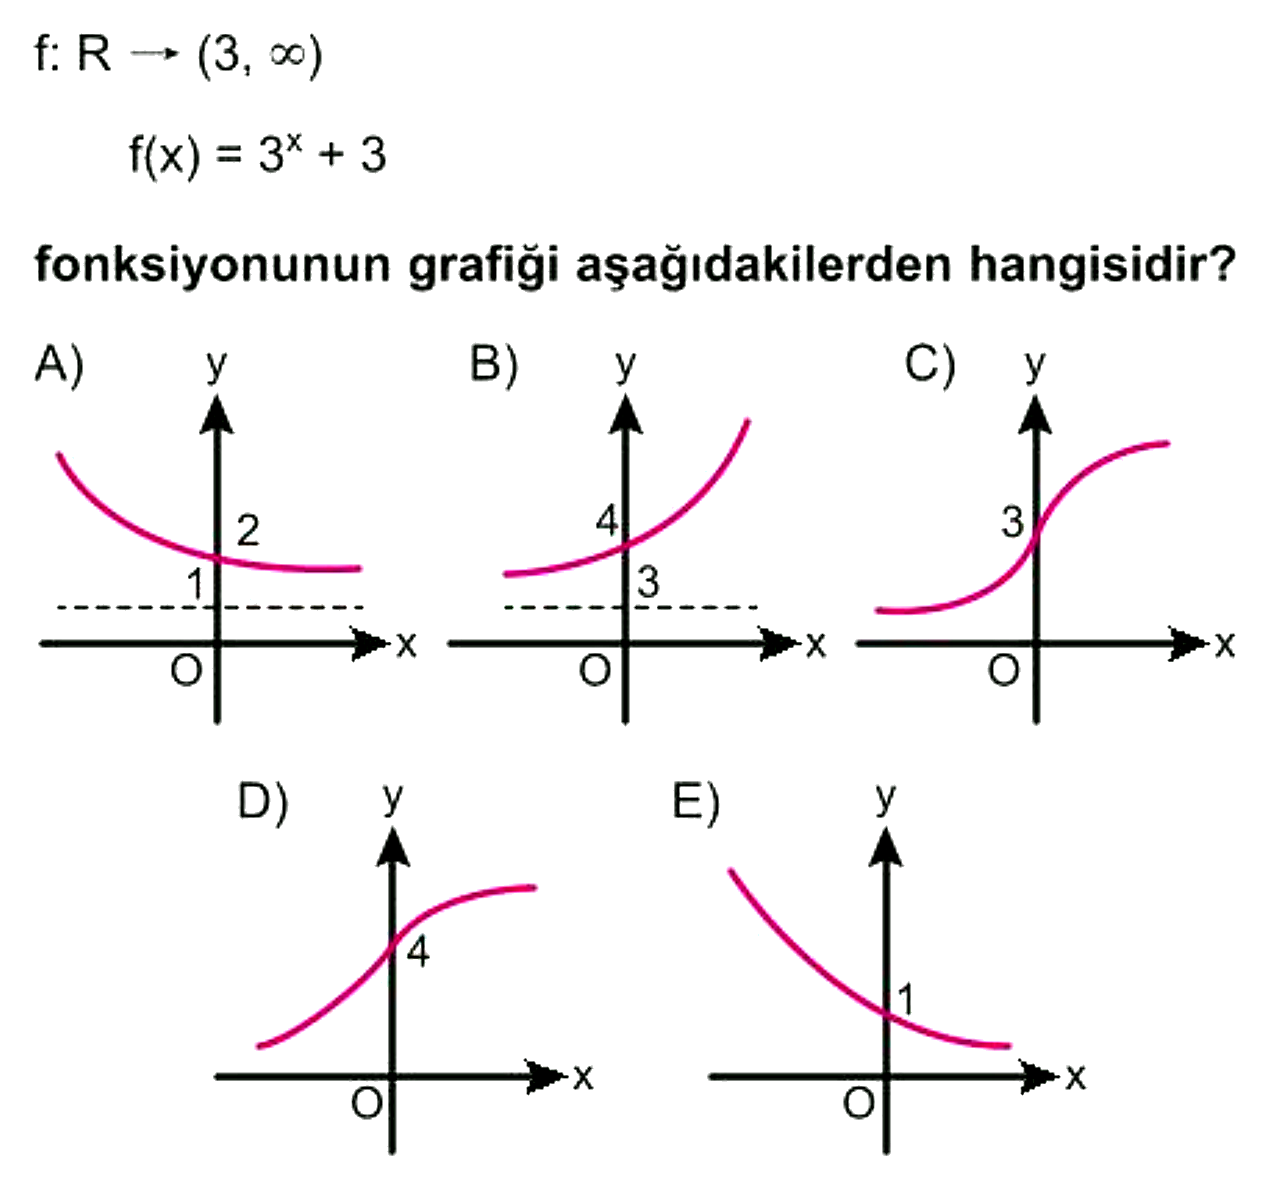 f: R → (3, ∞)
f(x) = 3ˣ + 3
fonksiyonunun grafiği aşağıdakilerden hangisidir?
A) y 2 1 O x
B) y 4 3 O x
C) y 3 O x
D) y 4 O x
E) y 1 O x